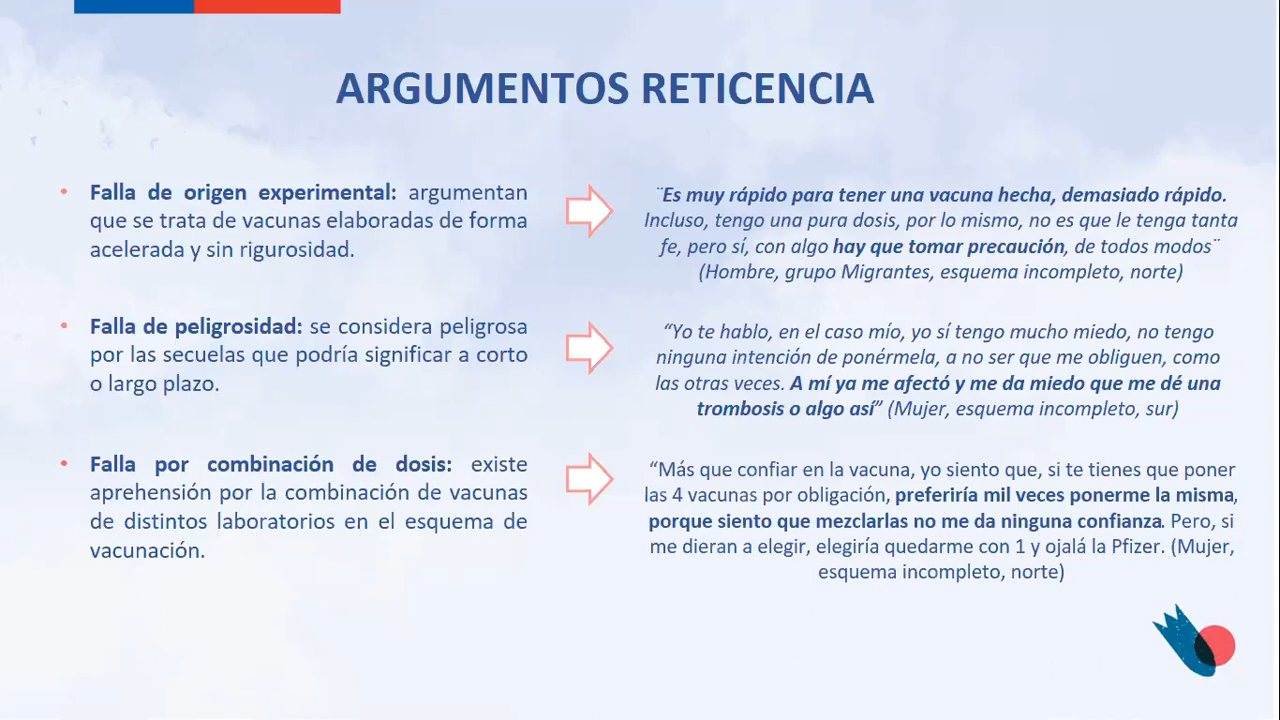 ARGUMENTOS RETICENCIA
• Falla de origen experimental: argumentan
que se trata de vacunas elaboradas de forma
acelerada y sin rigurosidad.
¨Es muy rápido para tener una vacuna hecha, demasiado rápido.
Incluso, tengo una pura dosis, por lo mismo, no es que le tenga tanta
fe, pero sí, con algo hay que tomar precaución, de todos modos¨
(Hombre, grupo Migrantes, esquema incompleto, norte)
• Falla de peligrosidad: se considera peligrosa
por las secuelas que podría significar a corto
o largo plazo.
“Yo te hablo, en el caso mío, yo sí tengo mucho miedo, no tengo
ninguna intención de ponérmela, a no ser que me obliguen, como
las otras veces. A mí ya me afectó y me da miedo que me dé una
trombosis o algo así” (Mujer, esquema incompleto, sur)
• Falla por combinación de dosis: existe
aprehensión por la combinación de vacunas
de distintos laboratorios en el esquema de
vacunación.
“Más que confiar en la vacuna, yo siento que, si te tienes que poner
las 4 vacunas por obligación, preferiría mil veces ponerme la misma,
porque siento que mezclarlas no me da ninguna confianza. Pero, si
me dieran a elegir, elegiría quedarme con 1 y ojalá la Pfizer. (Mujer,
esquema incompleto, norte)